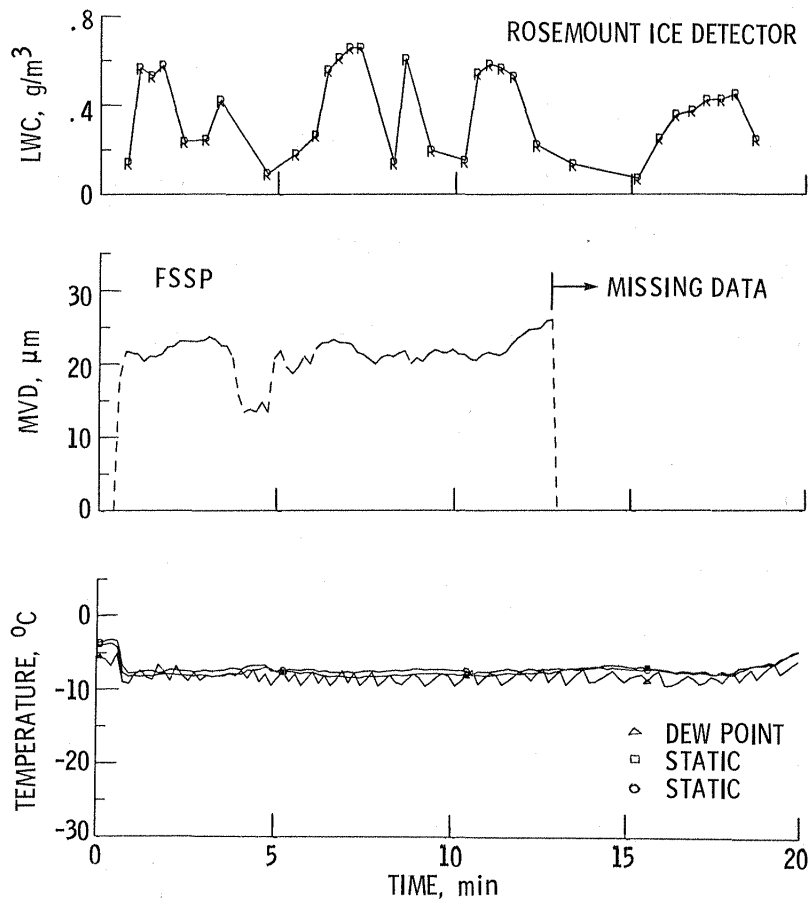 .8
ROSEMOUNT ICE DETECTOR
LWC, g/m³
.4
0
R R R R R R R R R R R R R R R R R R R R R R R R R R R R R R R R R
FSSP
MISSING DATA
MVD, µm
30
20
10
0
TEMPERATURE, °C
0
-10
-20
-30
DEW POINT
STATIC
STATIC
0 5 10 15 20
TIME, min